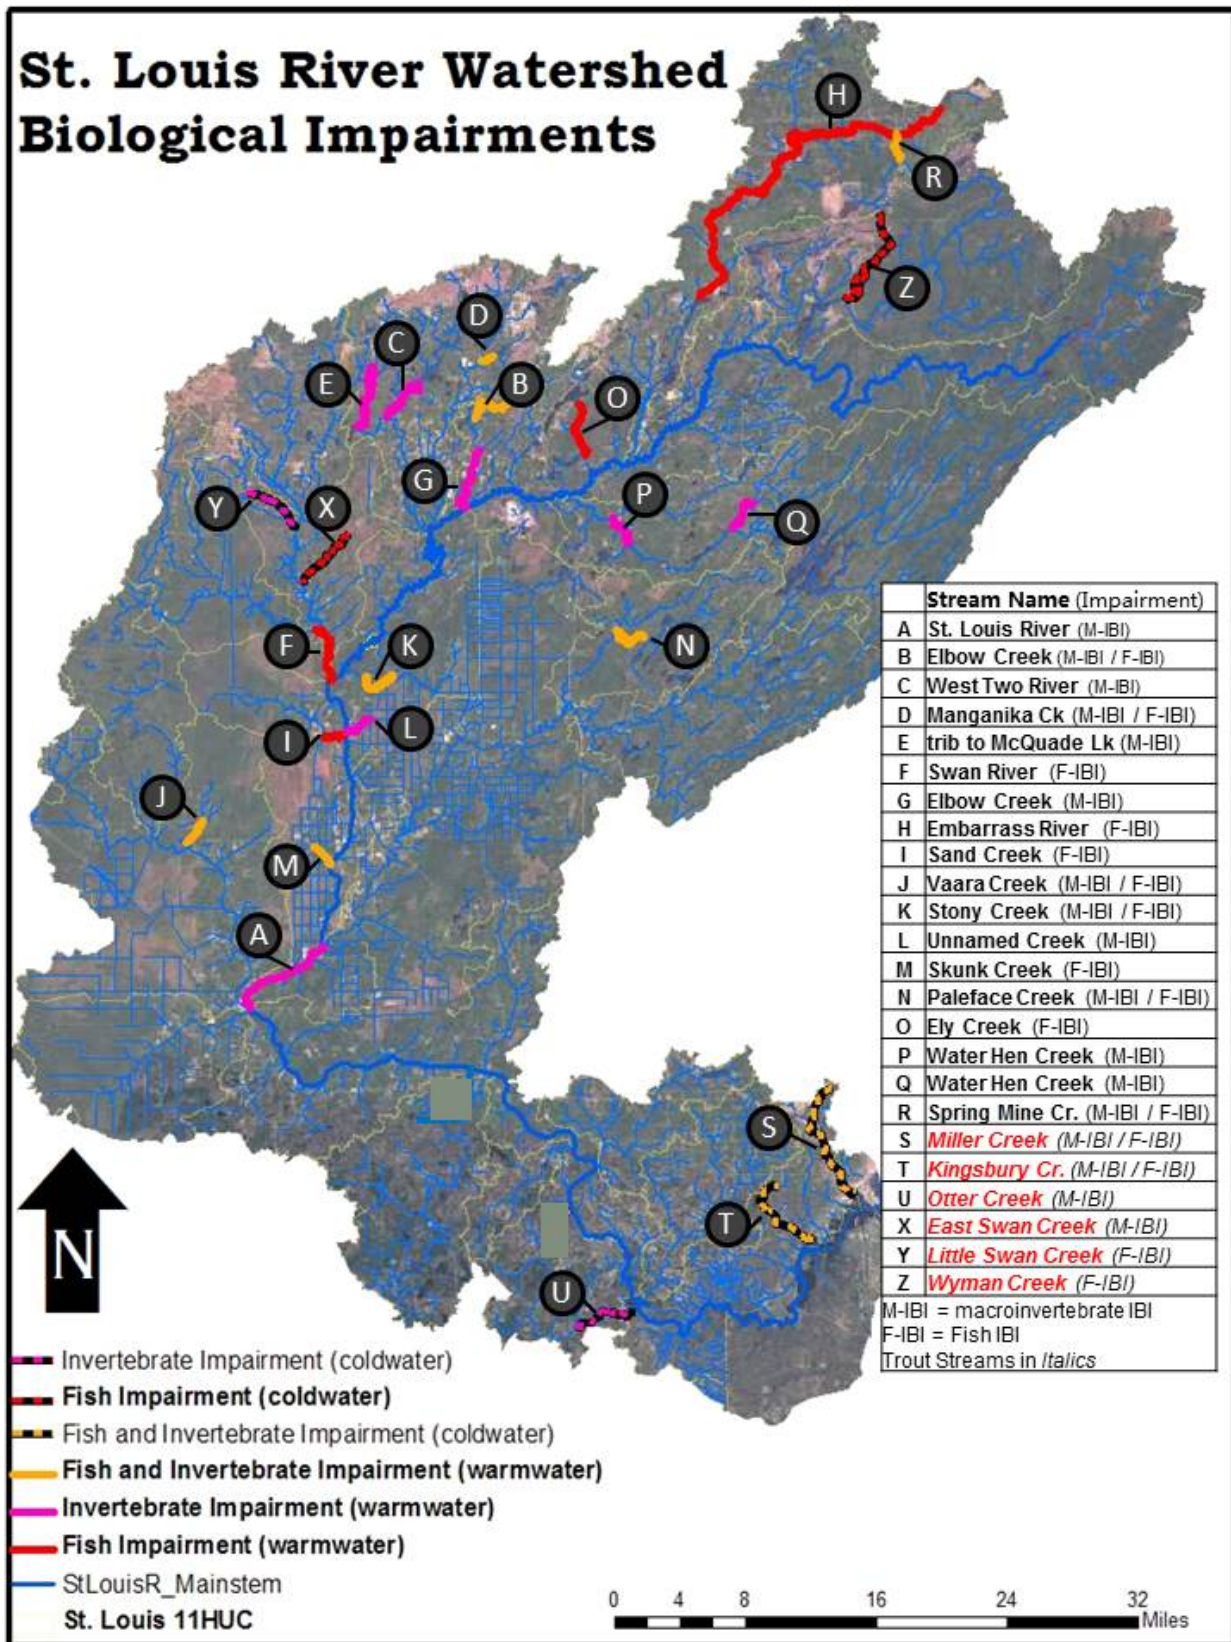 St. Louis River Watershed
Biological Impairments
H
R
Z
D
C
E
B
O
G
P
Y
X
Q
F
K
N
I
L
J
M
A
S
T
U
Stream Name (Impairment)
A St. Louis River (M-IBI)
B Elbow Creek (M-IBI / F-IBI)
C West Two River (M-IBI)
D Manganika Ck (M-IBI / F-IBI)
E trib to McQuade Lk (M-IBI)
F Swan River (F-IBI)
G Elbow Creek (M-IBI)
H Embarrass River (F-IBI)
I Sand Creek (F-IBI)
J Vaara Creek (M-IBI / F-IBI)
K Stony Creek (M-IBI / F-IBI)
L Unnamed Creek (M-IBI)
M Skunk Creek (F-IBI)
N Paleface Creek (M-IBI / F-IBI)
O Ely Creek (F-IBI)
P Water Hen Creek (M-IBI)
Q Water Hen Creek (M-IBI)
R Spring Mine Cr. (M-IBI / F-IBI)
S Miller Creek (M-IBI / F-IBI)
T Kingsbury Cr. (M-IBI / F-IBI)
U Otter Creek (M-IBI)
X East Swan Creek (M-IBI)
Y Little Swan Creek (F-IBI)
Z Wyman Creek (F-IBI)
M-IBI = macroinvertebrate IBI
F-IBI = Fish IBI
Trout Streams in Italics
N
Invertebrate Impairment (coldwater)
Fish Impairment (coldwater)
Fish and Invertebrate Impairment (coldwater)
Fish and Invertebrate Impairment (warmwater)
Invertebrate Impairment (warmwater)
Fish Impairment (warmwater)
StLouisR_Mainstem
St. Louis 11HUC
0 4 8 16 24 32
Miles